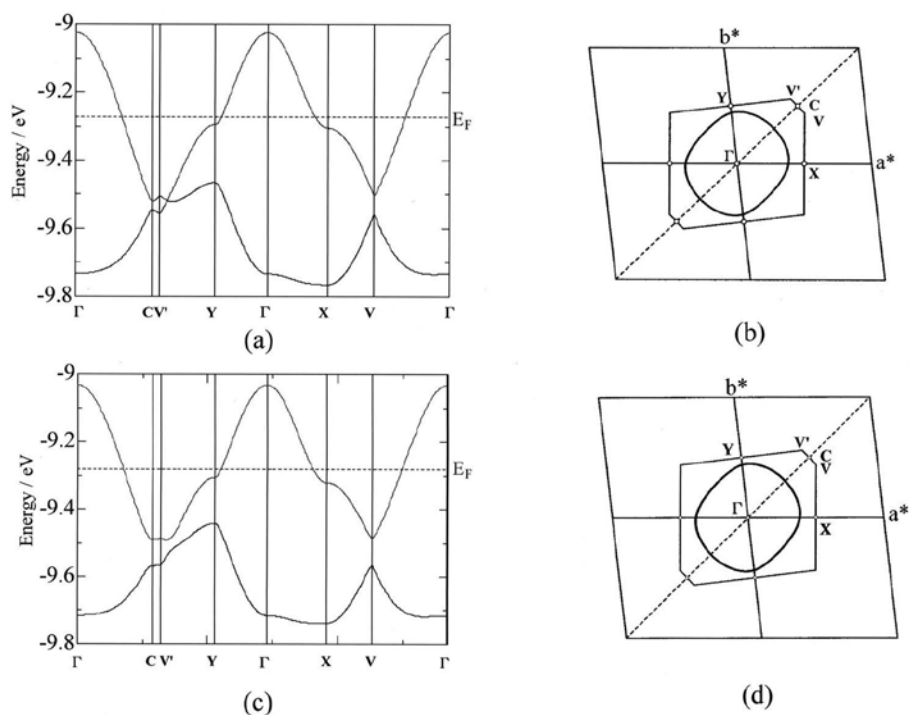 -9
-9.2
-9.4
-9.6
-9.8
Energy / eV
E_F
Γ C V' Y Γ X V Γ
(a)
b*
Y V' C
V
Γ
X a*
(b)
-9
-9.2
-9.4
-9.6
-9.8
Energy / eV
E_F
Γ C V' Y Γ X V Γ
(c)
b*
Y V' C
V
Γ
X a*
(d)